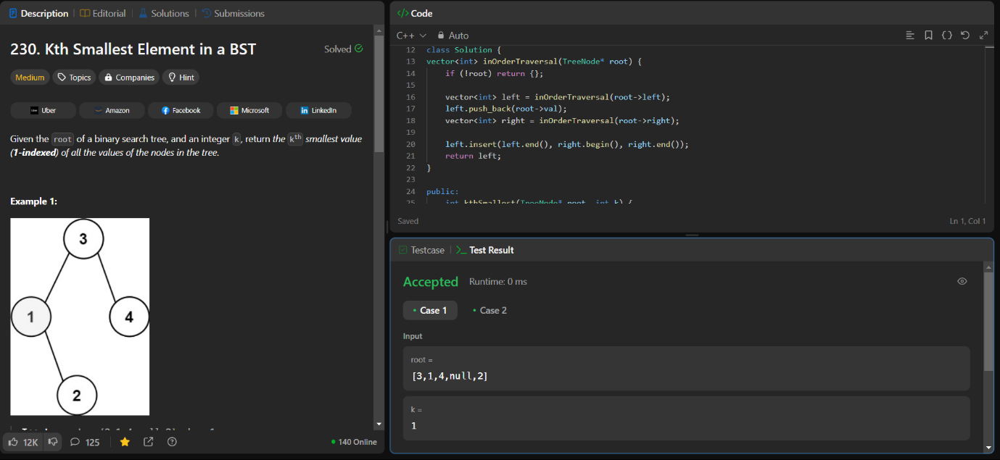 Description
Editorial
Solutions
Submissions
230. Kth Smallest Element in a BST
Solved
Medium
Topics
Companies
Hint
Uber
Amazon
Facebook
Microsoft
LinkedIn
Given the root of a binary search tree, and an integer k, return the kth smallest value
(1-indexed) of all the values of the nodes in the tree.
Example 1:
3
1
4
2
12K
125
140 Online
Code
C++
Auto
12 class Solution {
13 vector<int> inOrderTraversal(TreeNode* root) {
14     if (!root) return {};
15
16     vector<int> left = inOrderTraversal(root->left);
17     left.push_back(root->val);
18     vector<int> right = inOrderTraversal(root->right);
19
20     left.insert(left.end(), right.begin(), right.end());
21     return left;
22 }
23
24 public:
25     int kthSmallest(TreeNode* root, int k) {
Saved
Ln 1, Col 1
Testcase
Test Result
Accepted
Runtime: 0 ms
Case 1
Case 2
Input
root =
[3,1,4,null,2]
k =
1